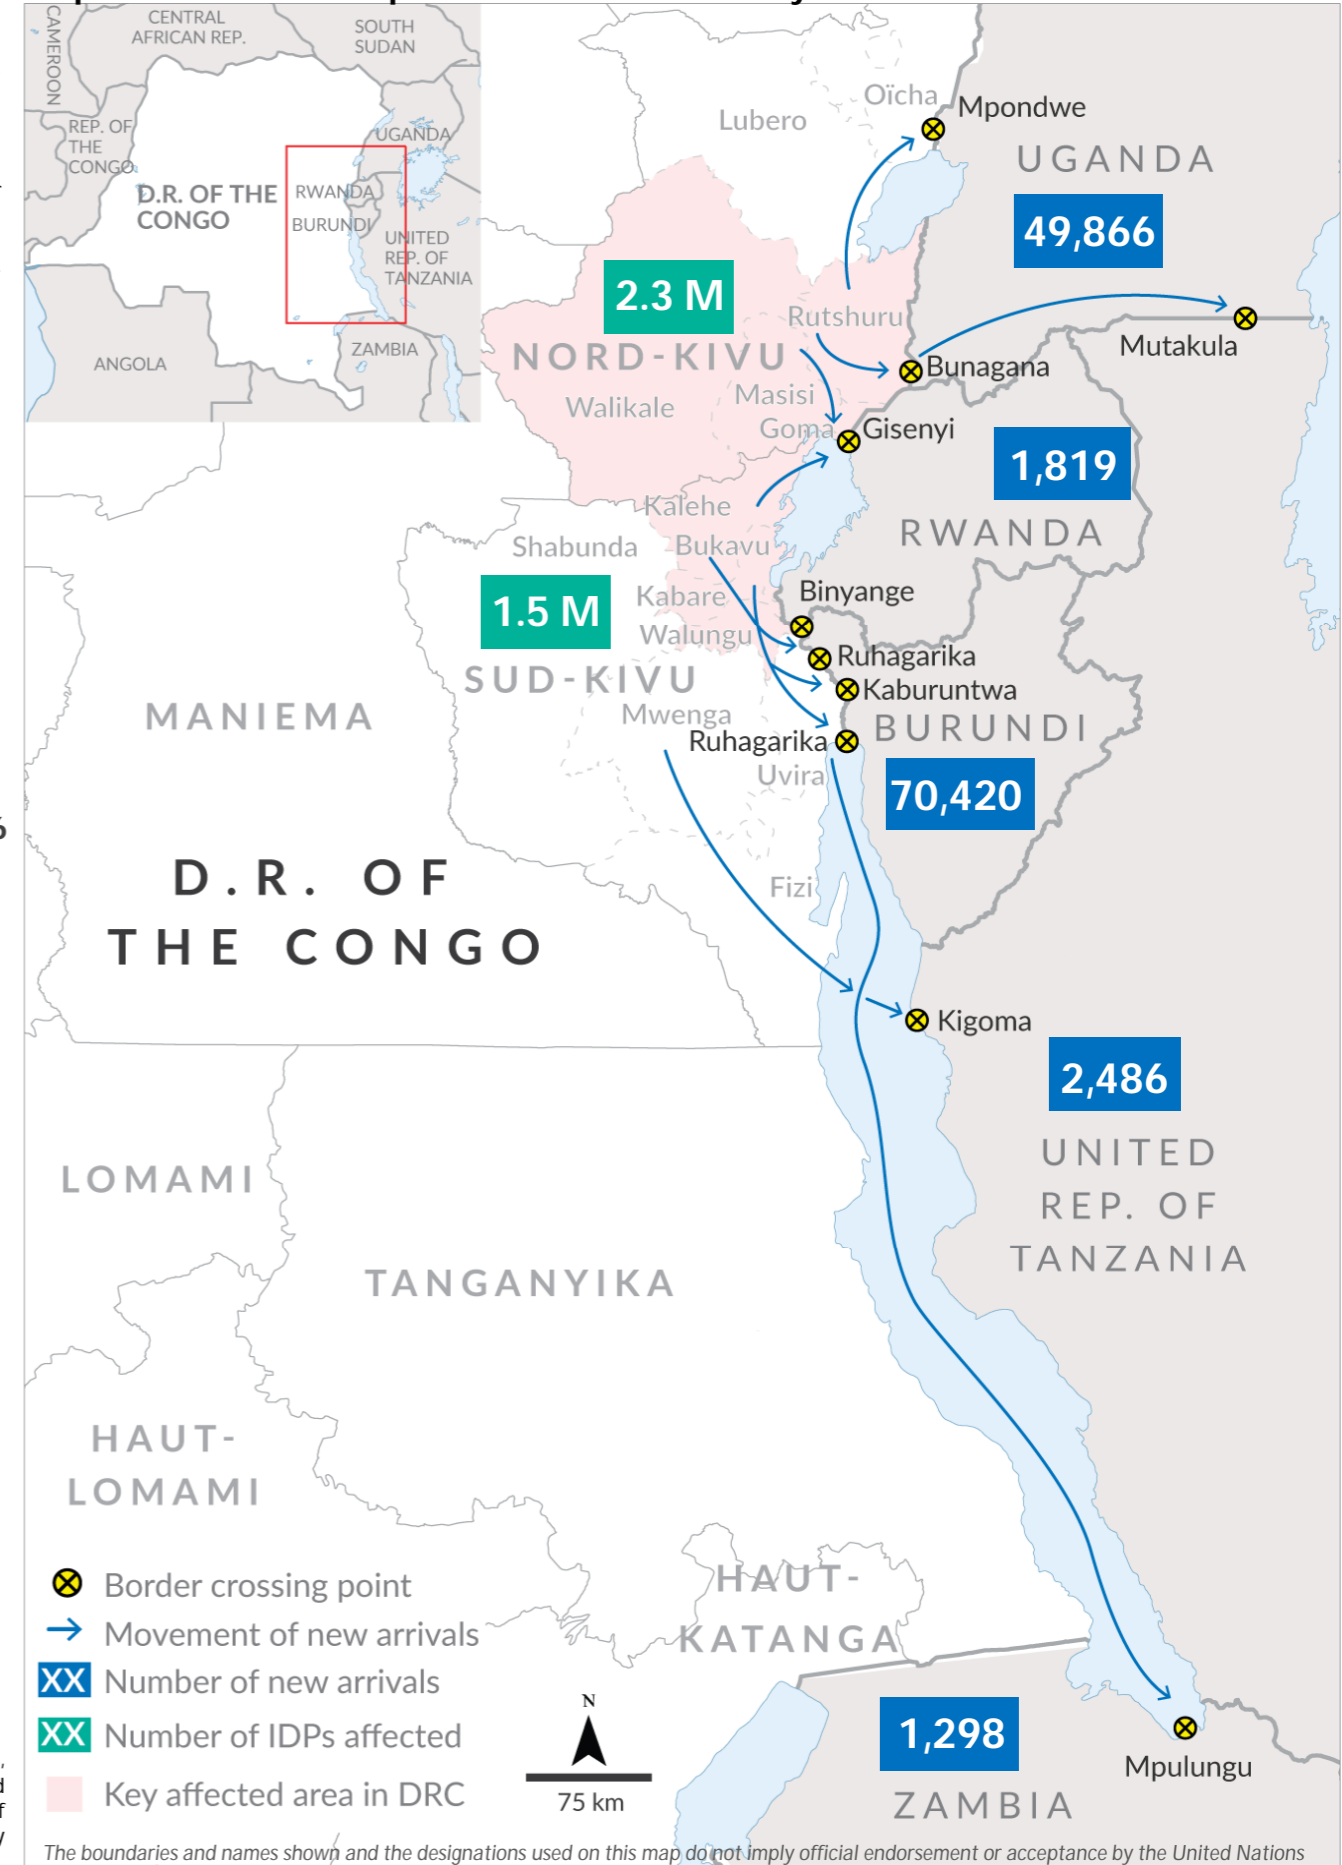 CENTRAL
AFRICAN REP.
SOUTH
SUDAN
CAMEROON
REP. OF
THE
CONGO
UGANDA
D.R. OF THE
CONGO
RWANDA
BURUNDI
UNITED
REP. OF
TANZANIA
ANGOLA
ZAMBIA
Oïcha
Mpondwe
Lubero
UGANDA
49,866
2.3 M
Rutshuru
NORD-KIVU
Mutakula
Bunagana
Masisi
Walikale
Goma
Gisenyi
1,819
Kalehe
RWANDA
Shabunda
Bukavu
Binyange
1.5 M
Kabare
Walungu
Ruhagarika
SUD-KIVU
Kaburuntwa
MANIEMA
Mwenga
BURUNDI
Ruhagarika
Uvira
70,420
D.R. OF
THE CONGO
Fizi
Kigoma
2,486
UNITED
REP. OF
TANZANIA
LOMAMI
TANGANYIKA
HAUT-
LOMAMI
HAUT-
KATANGA
Border crossing point
Movement of new arrivals
XX Number of new arrivals
XX Number of IDPs affected
Key affected area in DRC
N
75 km
1,298
Mpulungu
ZAMBIA
The boundaries and names shown and the designations used on this map do not imply official endorsement or acceptance by the United Nations